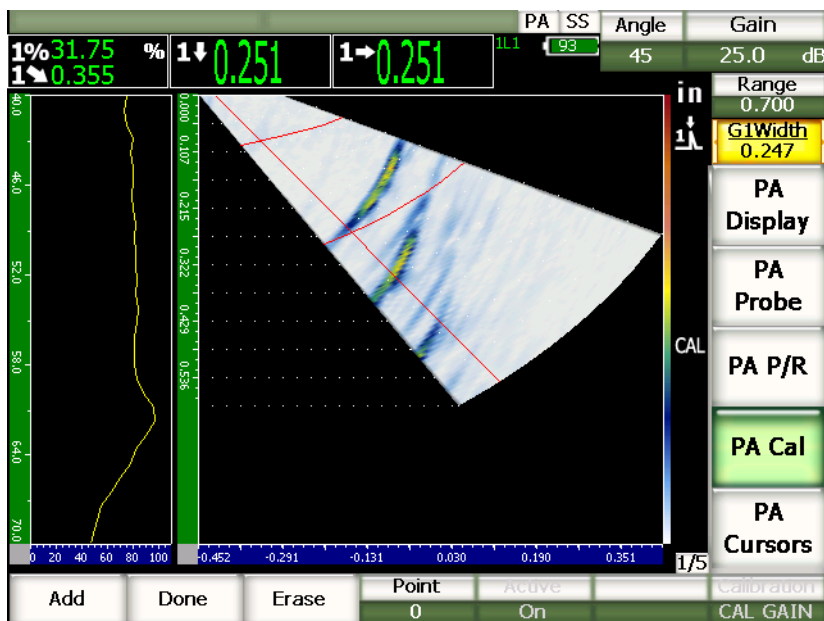 PA SS Angle Gain
1% 31.75 % 1 0.251 1 0.251 1L1 93 45 25.0 dB
1 0.355
Range
0.700
G1Width
0.247
in
1
40.0
46.0
52.0
58.0
64.0
70.0
0.000
0.107
0.215
0.322
0.429
0.536
PA
Display
PA
Probe
CAL
PA P/R
PA Cal
PA
Cursors
0 20 40 60 80 100 -0.452 -0.291 -0.131 0.030 0.190 0.351 1/5
Add Done Erase Point Active Calibration
0 On CAL GAIN